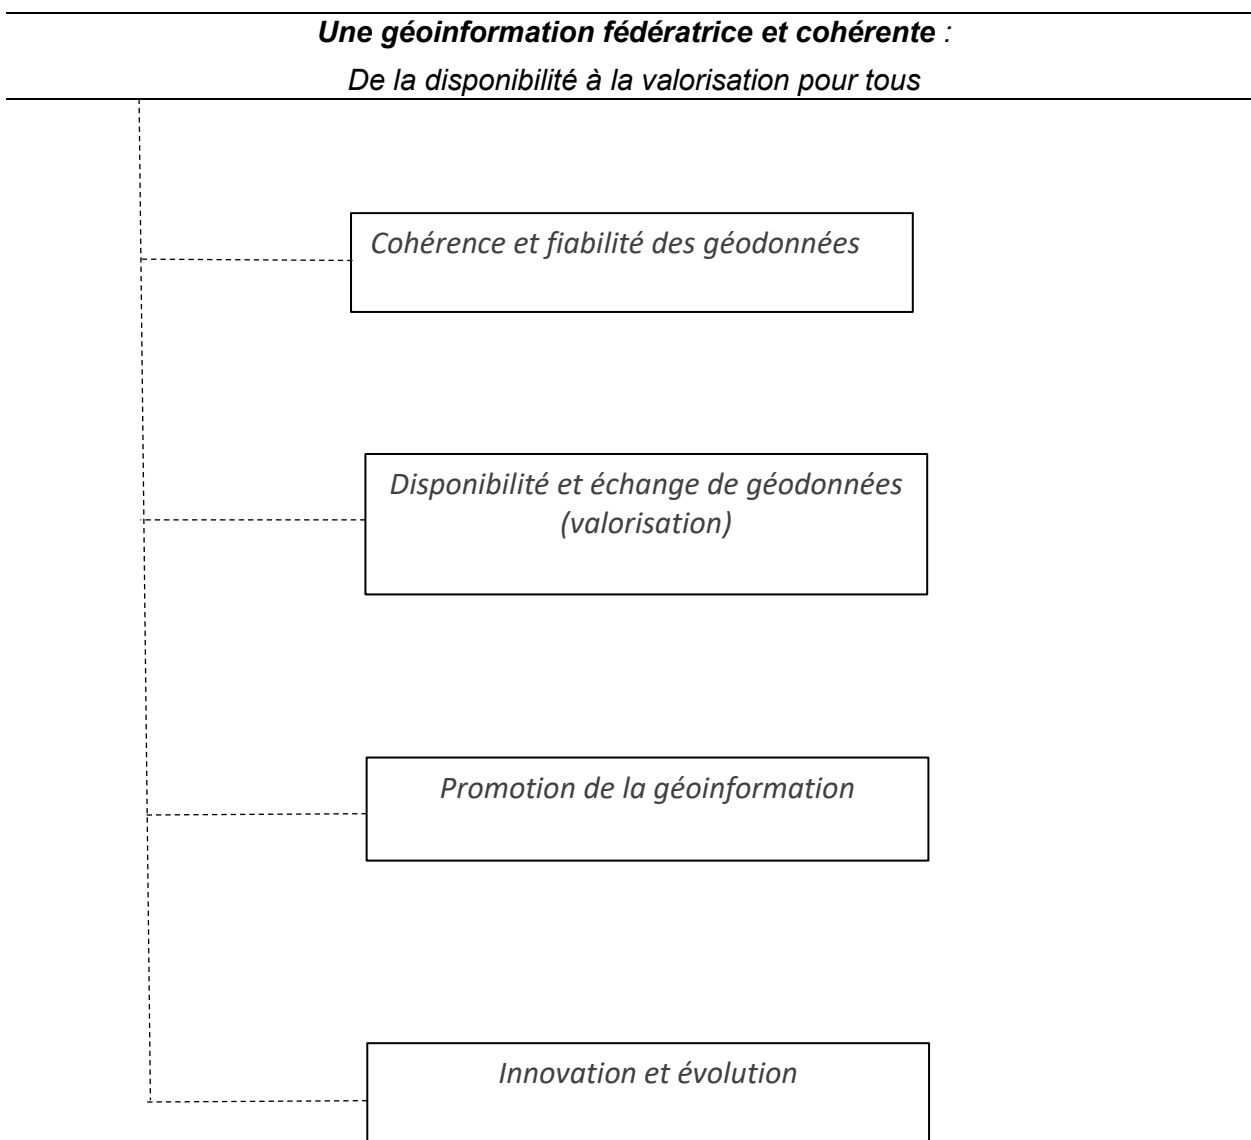 Une géoinformation fédératrice et cohérente :
De la disponibilité à la valorisation pour tous
Cohérence et fiabilité des géodonnées
Disponibilité et échange de géodonnées
(valorisation)
Promotion de la géoinformation
Innovation et évolution